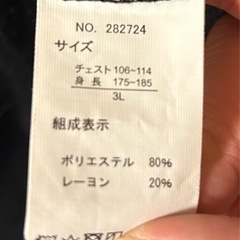 NO. 282724
サイズ
チェスト 106~114
身長 175~185
3L
組成表示
ポリエステル 80%
レーヨン 20%